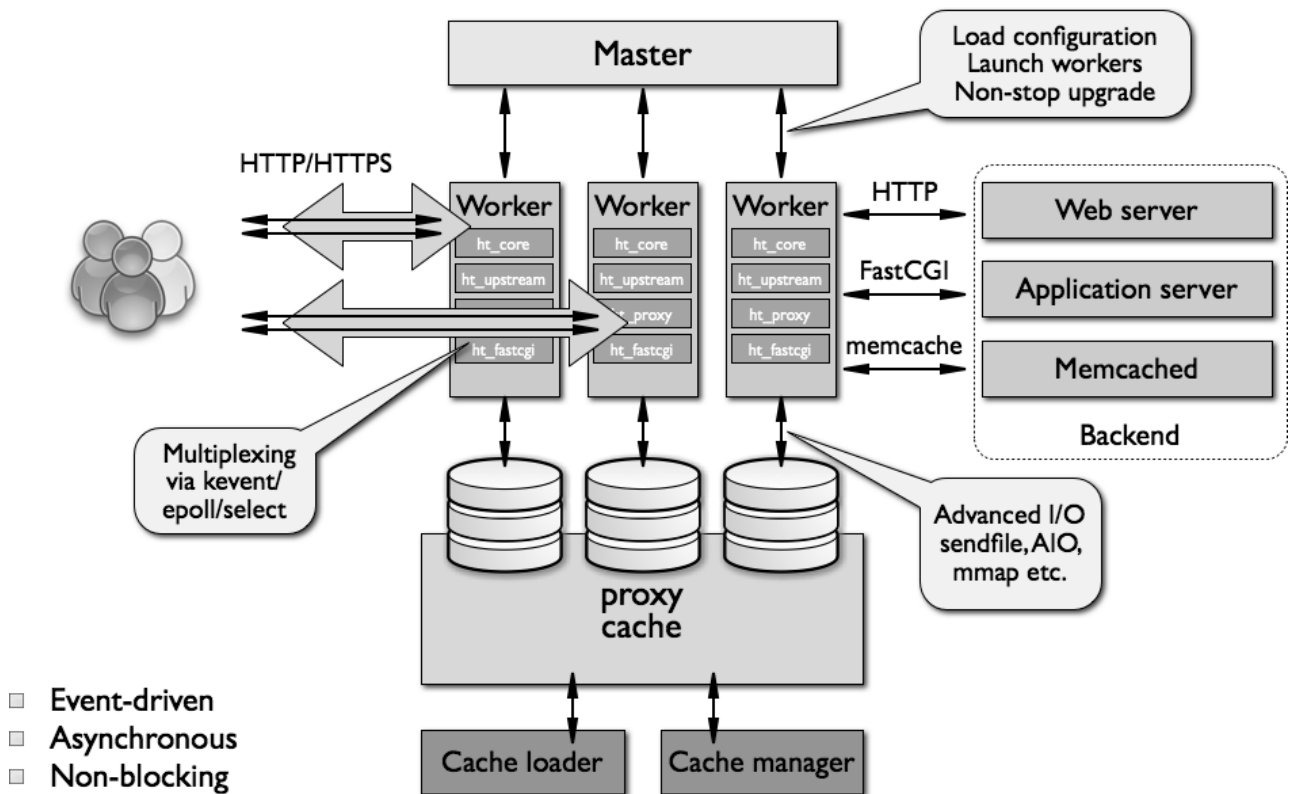 Master
Load configuration
Launch workers
Non-stop upgrade
HTTP/HTTPS
Worker
ht_core
ht_upstream
ht_fastcgi
Worker
ht_core
ht_upstream
ht_proxy
ht_fastcgi
Worker
ht_core
ht_upstream
ht_proxy
ht_fastcgi
HTTP
FastCGI
memcache
Web server
Application server
Memcached
Backend
Multiplexing
via kevent/
epoll/select
Advanced I/O
sendfile, AIO,
mmap etc.
proxy
cache
Cache loader
Cache manager
Event-driven
Asynchronous
Non-blocking